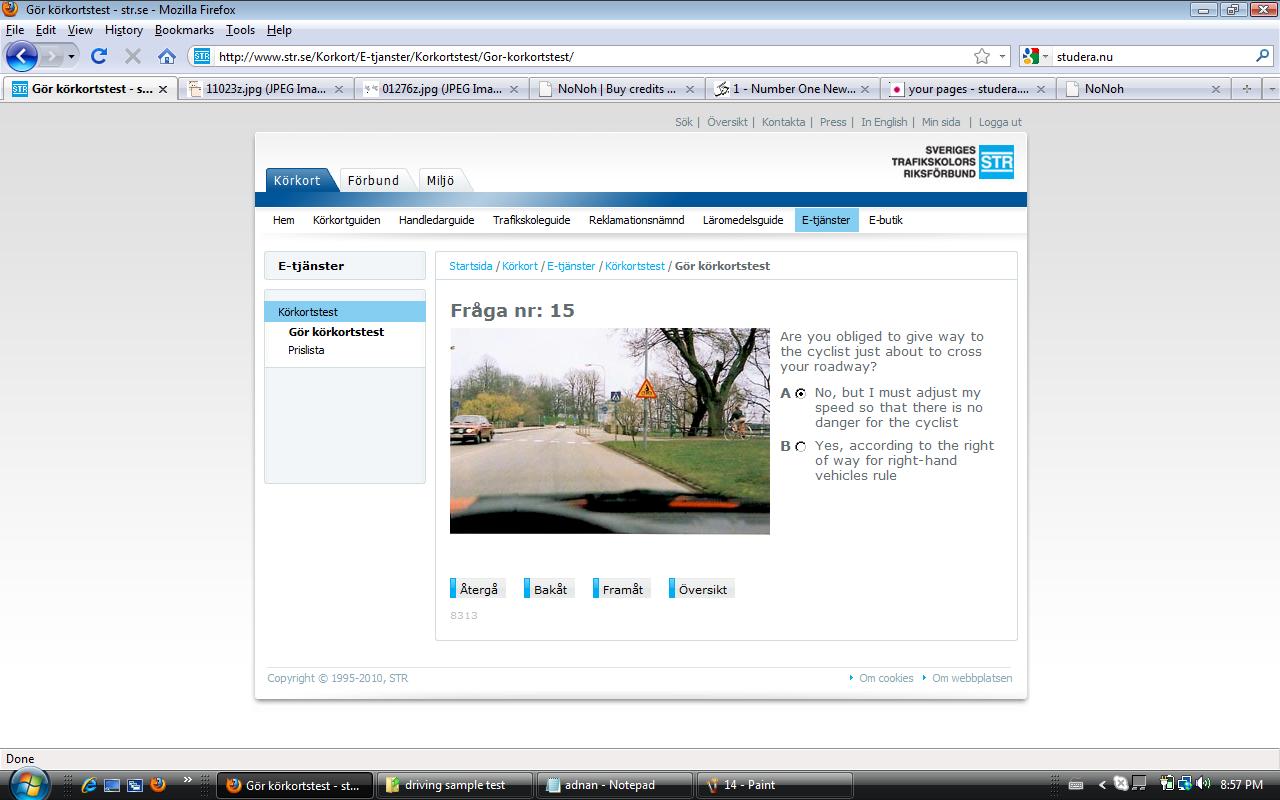 Gör körkortstest - str.se - Mozilla Firefox
File Edit View History Bookmarks Tools Help
STR http://www.str.se/Korkort/E-tjanster/Korkortstest/Gor-korkortstest/ studera.nu
STR Gör körkortstest - s... 11023z.jpg (JPEG Ima... 01276z.jpg (JPEG Ima... NoNoh | Buy credits ... 1 - Number One New... your pages - studera.... NoNoh
Sök | Översikt | Kontakta | Press | In English | Min sida | Logga ut
SVERIGES
TRAFIKSKOLORS STR
RIKSFÖRBUND
Körkort Förbund Miljö
Hem Körkortguiden Handledarguide Trafikskoleguide Reklamationsnämnd Läromedelsguide E-tjänster E-butik
E-tjänster
Startsida / Körkort / E-tjänster / Körkortstest / Gör körkortstest
Körkortstest
Gör körkortstest
Prislista
Fråga nr: 15
Are you obliged to give way to
the cyclist just about to cross
your roadway?
A No, but I must adjust my
speed so that there is no
danger for the cyclist
B Yes, according to the right
of way for right-hand
vehicles rule
Återgå Bakåt Framåt Översikt
8313
Copyright © 1995-2010, STR Om cookies Om webbplatsen
Done
Gör körkortstest - st... driving sample test adnan - Notepad 14 - Paint 8:57 PM